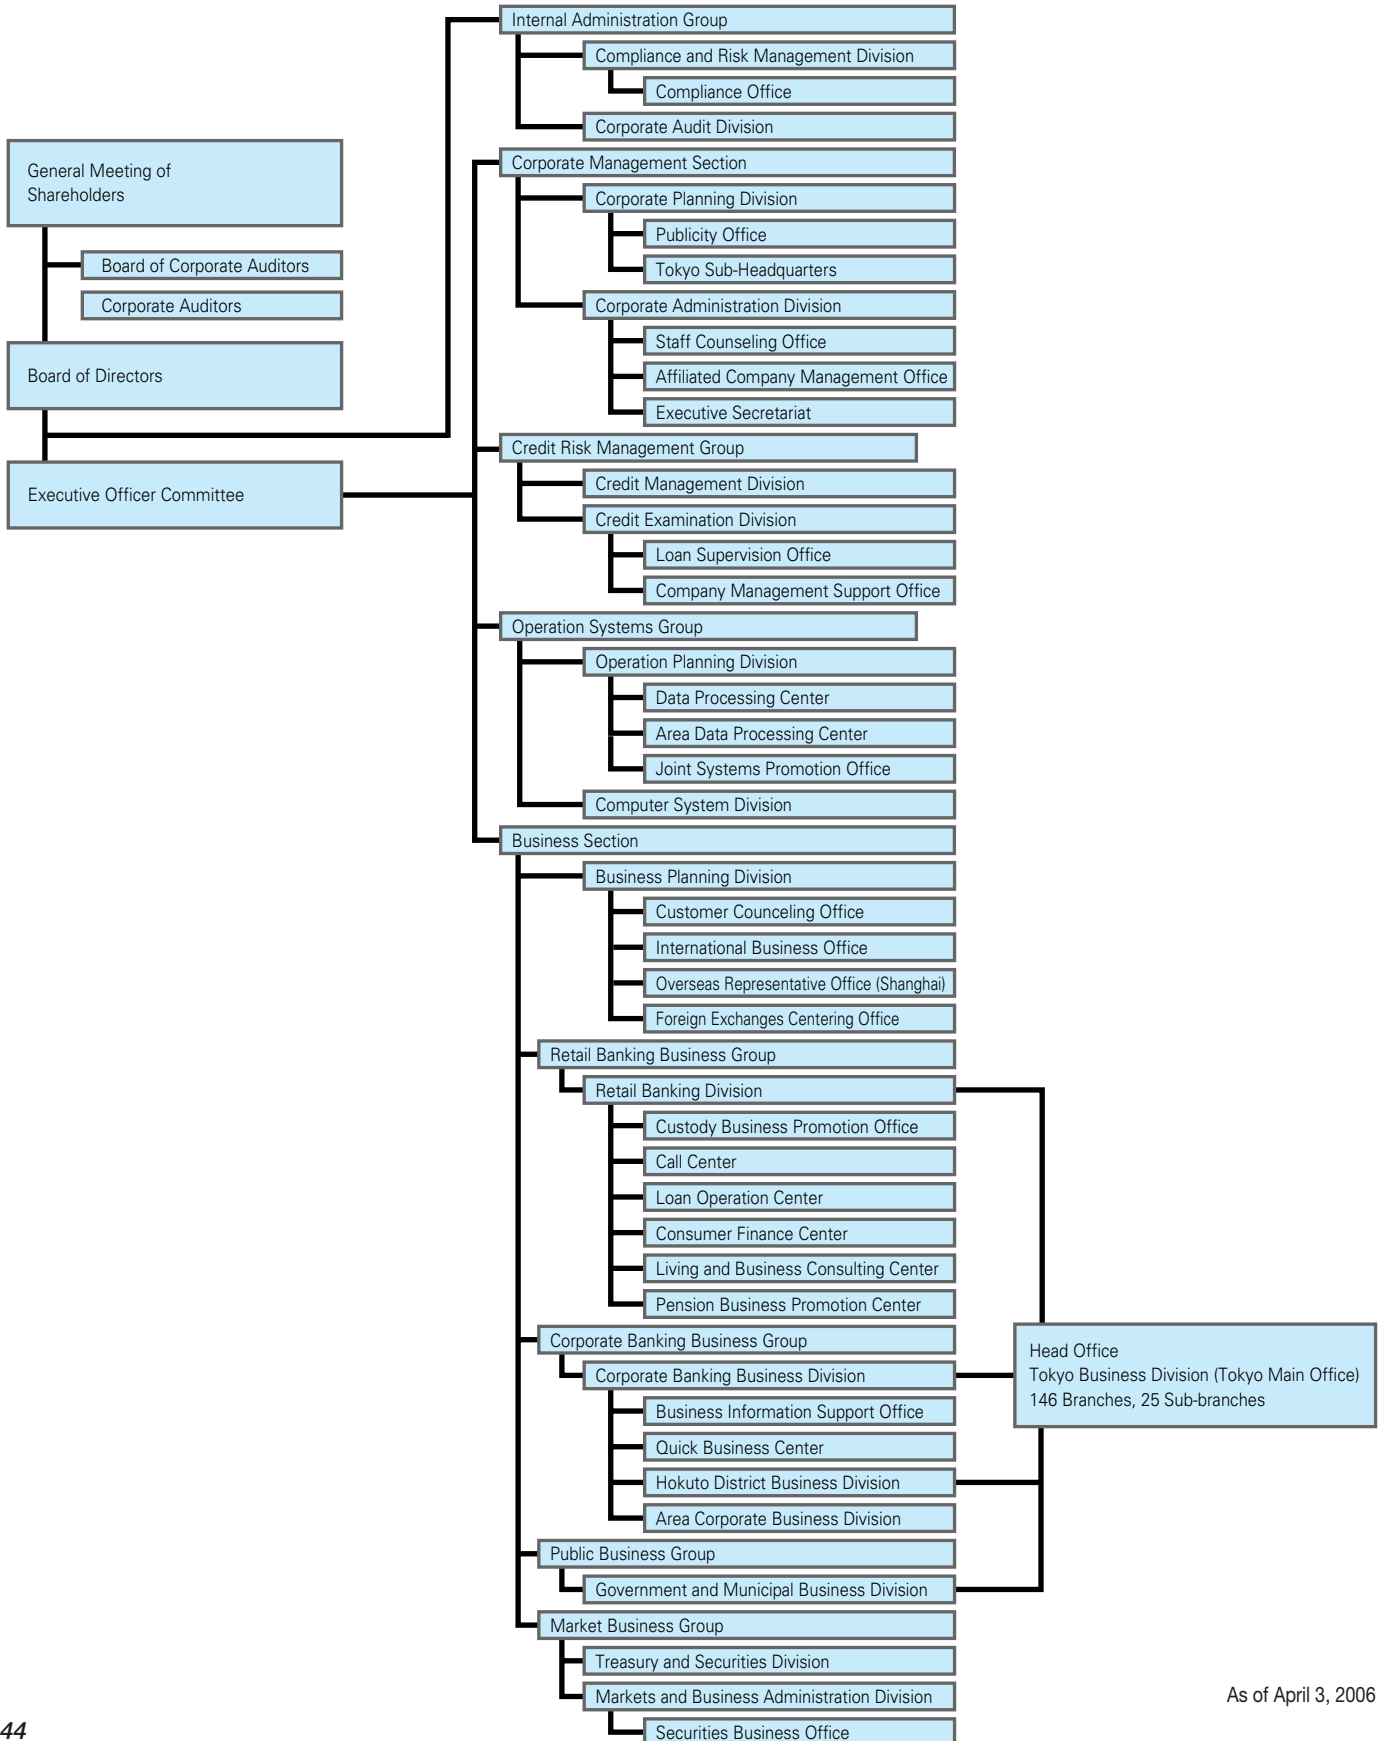 General Meeting of
Shareholders
Board of Corporate Auditors
Corporate Auditors
Board of Directors
Executive Officer Committee
Internal Administration Group
Compliance and Risk Management Division
Compliance Office
Corporate Audit Division
Corporate Management Section
Corporate Planning Division
Publicity Office
Tokyo Sub-Headquarters
Corporate Administration Division
Staff Counseling Office
Affiliated Company Management Office
Executive Secretariat
Credit Risk Management Group
Credit Management Division
Credit Examination Division
Loan Supervision Office
Company Management Support Office
Operation Systems Group
Operation Planning Division
Data Processing Center
Area Data Processing Center
Joint Systems Promotion Office
Computer System Division
Business Section
Business Planning Division
Customer Counceling Office
International Business Office
Overseas Representative Office (Shanghai)
Foreign Exchanges Centering Office
Retail Banking Business Group
Retail Banking Division
Custody Business Promotion Office
Call Center
Loan Operation Center
Consumer Finance Center
Living and Business Consulting Center
Pension Business Promotion Center
Corporate Banking Business Group
Corporate Banking Business Division
Business Information Support Office
Quick Business Center
Hokuto District Business Division
Area Corporate Business Division
Public Business Group
Government and Municipal Business Division
Market Business Group
Treasury and Securities Division
Markets and Business Administration Division
Securities Business Office
Head Office
Tokyo Business Division (Tokyo Main Office)
146 Branches, 25 Sub-branches
As of April 3, 2006
44